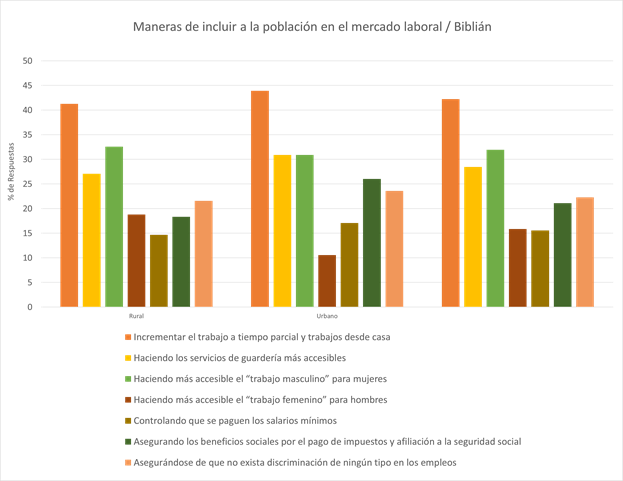 Maneras de incluir a la población en el mercado laboral / Biblián
50
45
40
35
30
25
20
15
10
5
0
% de Respuestas
Rural
Urbano
Incrementar el trabajo a tiempo parcial y trabajos desde casa
Haciendo los servicios de guardería más accesibles
Haciendo más accesible el “trabajo masculino” para mujeres
Haciendo más accesible el “trabajo femenino” para hombres
Controlando que se paguen los salarios mínimos
Asegurando los beneficios sociales por el pago de impuestos y afiliación a la seguridad social
Asegurándose de que no exista discriminación de ningún tipo en los empleos